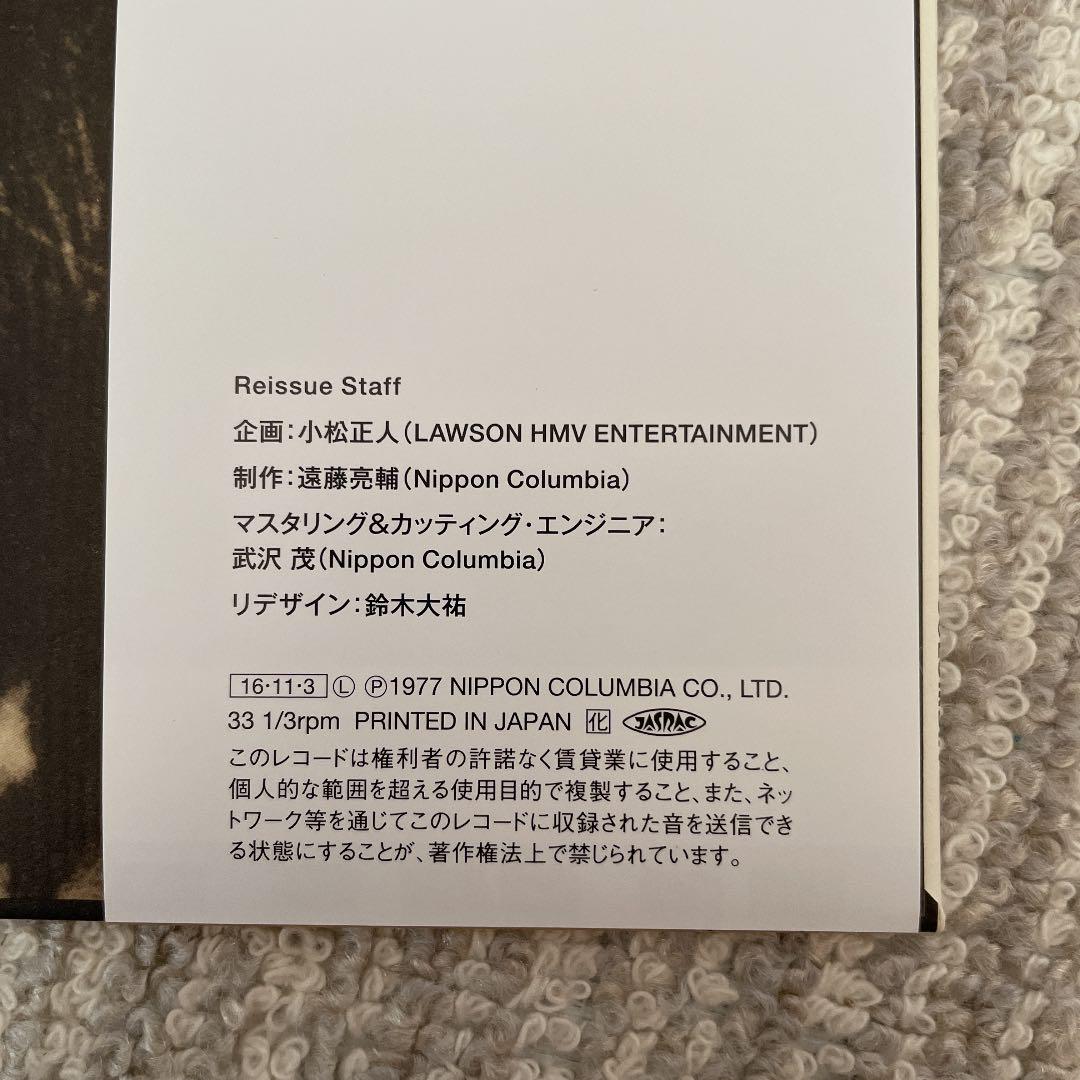 Reissue Staff
企画：小松正人（LAWSON HMV ENTERTAINMENT）
制作：遠藤亮輔（Nippon Columbia）
マスタリング&カッティング・エンジニア：
武沢 茂（Nippon Columbia）
リデザイン：鈴木大祐
16・11・3 Ⓛ Ⓟ1977 NIPPON COLUMBIA CO., LTD.
33 1/3rpm PRINTED IN JAPAN 化 JASRAC
このレコードは権利者の許諾なく賃貸業に使用すること、
個人的な範囲を超える使用目的で複製すること、また、ネッ
トワーク等を通じてこのレコードに収録された音を送信でき
る状態にすることが、著作権法上で禁じられています。